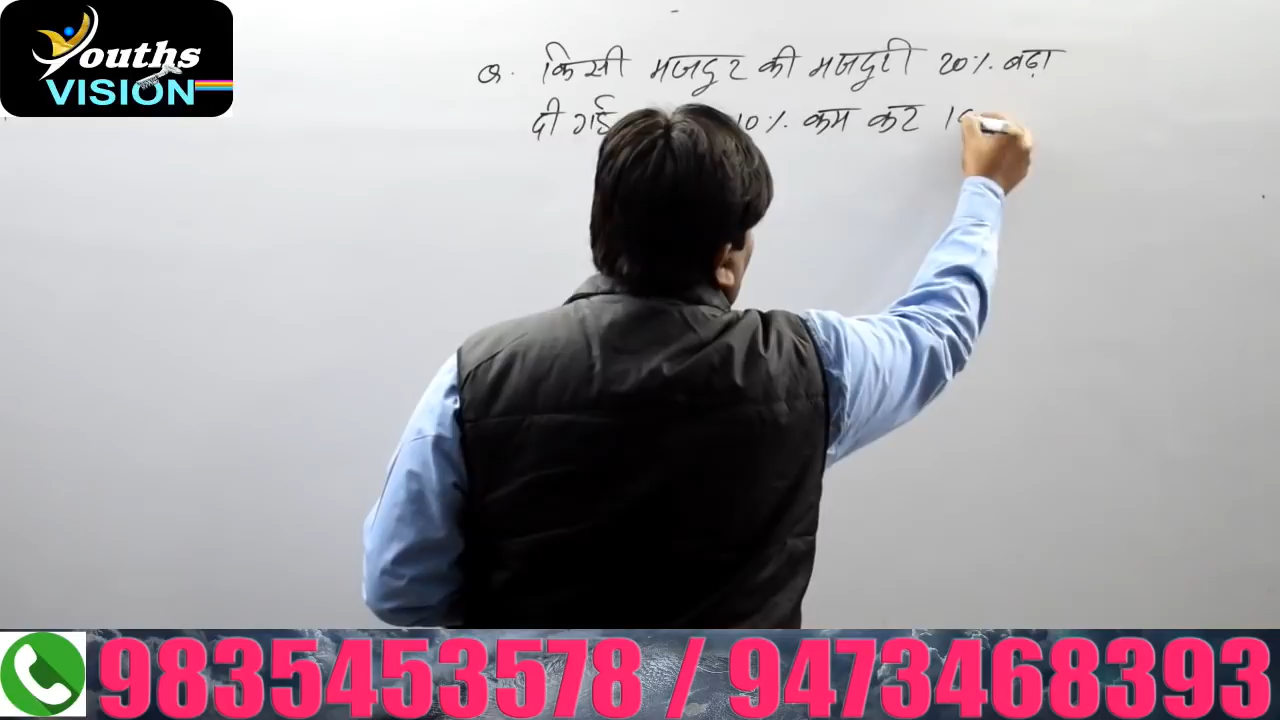 Youths
VISION
Q. किसी मजदुर की मजदुरी 20% बढ़ा
दी गई 10% कम कर
9835453578 / 9473468393